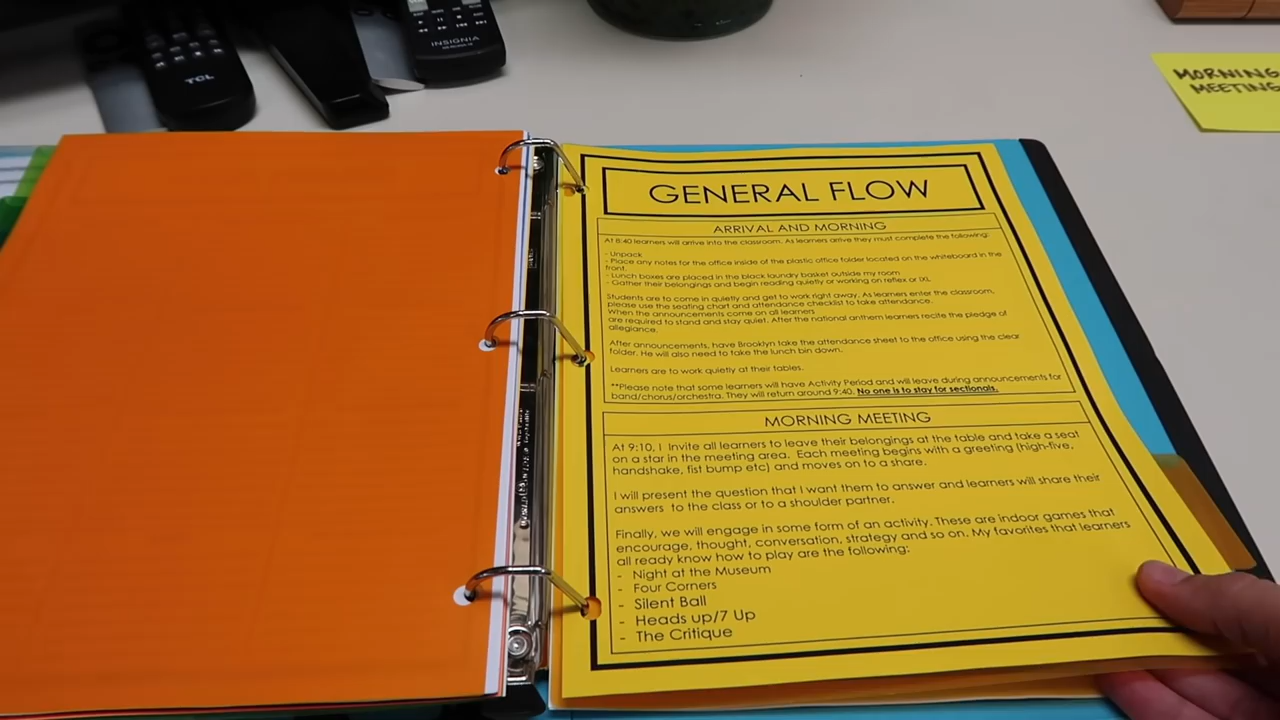 TCL
INSIGNIA
MORNING
MEETING
GENERAL FLOW
ARRIVAL AND MORNING
At 8:40 learners will arrive into the classroom. As learners arrive they must complete the following:
- Unpack
- Place any notes for the office inside of the plastic office folder located on the whiteboard in the
front.
- Lunch boxes are placed in the black laundry basket outside my room
- Gather their belongings and begin reading quietly or working on reflex or IXL
Students are to come in quietly and get to work right away. As learners enter the classroom,
please use the seating chart and attendance checklist to take attendance.
When the announcements come on all learners
are required to stand and stay quiet. After the national anthem learners recite the pledge of
allegiance.
After announcements, have Brooklyn take the attendance sheet to the office using the clear
folder. He will also need to take the lunch bin down.
Learners are to work quietly at their tables.
**Please note that some learners will have Activity Period and will leave during announcements for
band/chorus/orchestra. They will return around 9:40. No one is to stay for sectionals.
MORNING MEETING
At 9:10, I Invite all learners to leave their belongings at the table and take a seat
on a star in the meeting area. Each meeting begins with a greeting (high-five,
handshake, fist bump etc) and moves on to a share.
I will present the question that I want them to answer and learners will share their
answers to the class or to a shoulder partner.
Finally, we will engage in some form of an activity. These are indoor games that
encourage, thought, conversation, strategy and so on. My favorites that learners
all ready know how to play are the following:
- Night at the Museum
- Four Corners
- Silent Ball
- Heads up/7 Up
- The Critique